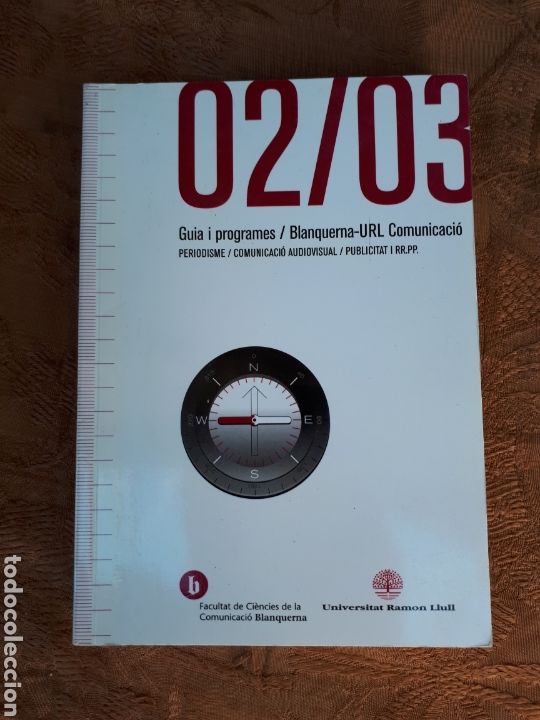 02/03
Guia i programes / Blanquerna-URL Comunicació
PERIODISME / COMUNICACIÓ AUDIOVISUAL / PUBLICITAT I RR.PP.
N
W E
S
b
Facultat de Ciències de la
Comunicació Blanquerna
Universitat Ramon Llull
todocoleccion